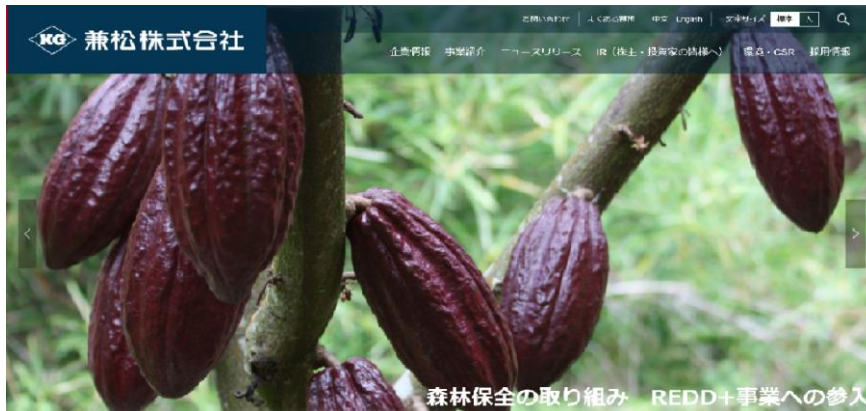 KG 兼松株式会社
お問い合わせ よくある質問 中文 English 文字サイズ 標準 大
企業情報 事業紹介 ニュースリリース IR(株主・投資家の皆様へ) 環境・CSR 採用情報
森林保全の取り組み REDD+事業への参入